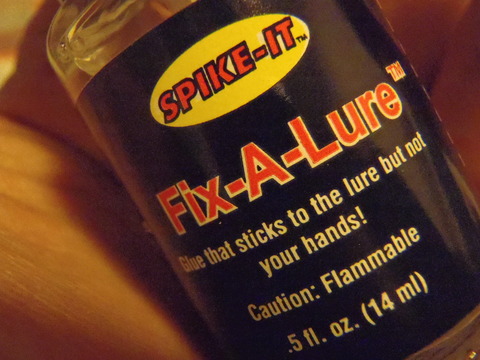 SPIKE-IT™
Fix-A-Lure™
Glue that sticks to the lure but not
your hands!
Caution: Flammable
.5 fl. oz. (14 ml)